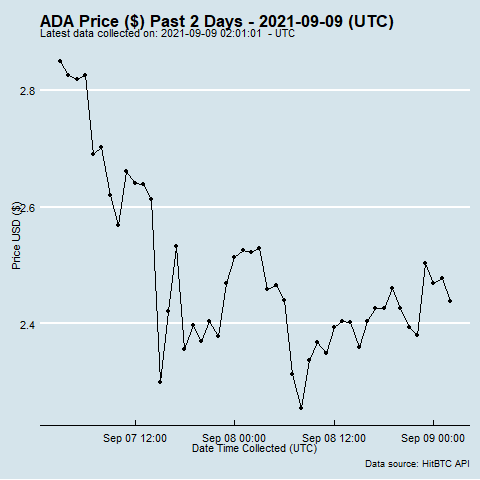 ADA Price ($) Past 2 Days - 2021-09-09 (UTC)
Latest data collected on: 2021-09-09 02:01:01 - UTC
Price USD ($)
2.8
2.6
2.4
Sep 07 12:00 Sep 08 00:00 Sep 08 12:00 Sep 09 00:00
Date Time Collected (UTC)
Data source: HitBTC API